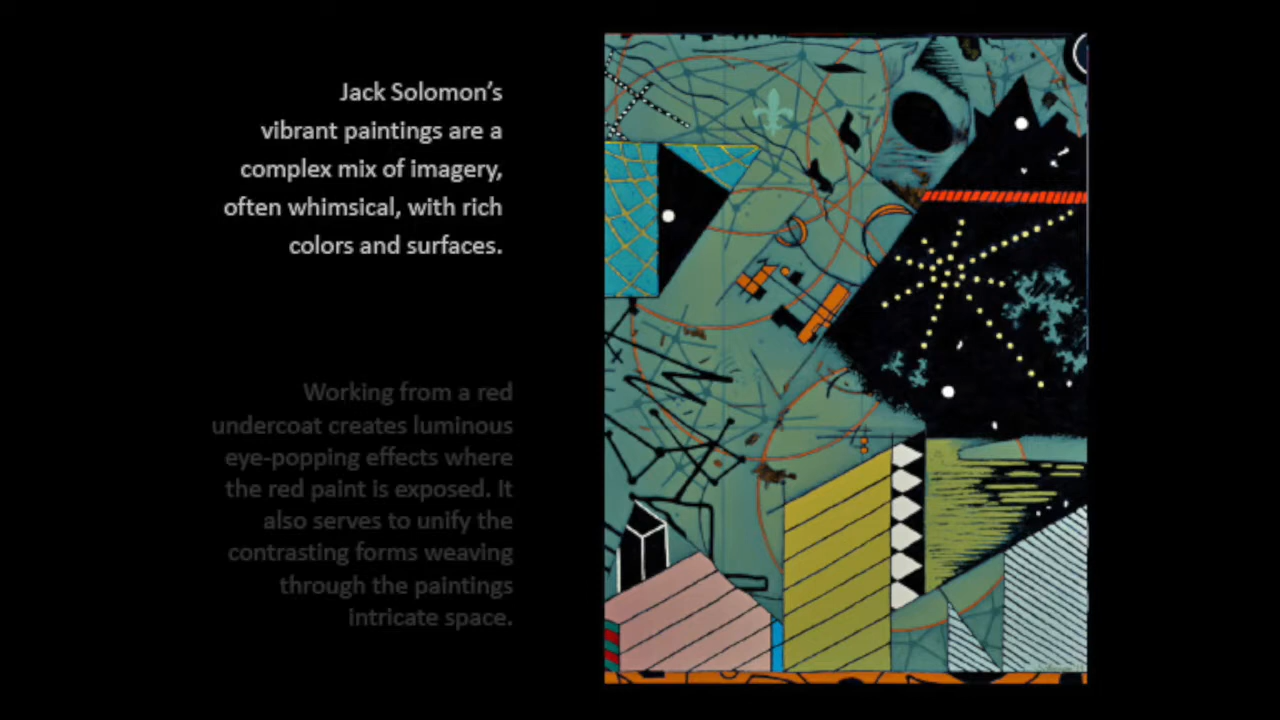 Jack Solomon’s
vibrant paintings are a
complex mix of imagery,
often whimsical, with rich
colors and surfaces.
Working from a red
undercoat creates luminous
eye-popping effects where
the red paint is exposed. It
also serves to unify the
contrasting forms weaving
through the paintings
intricate space.